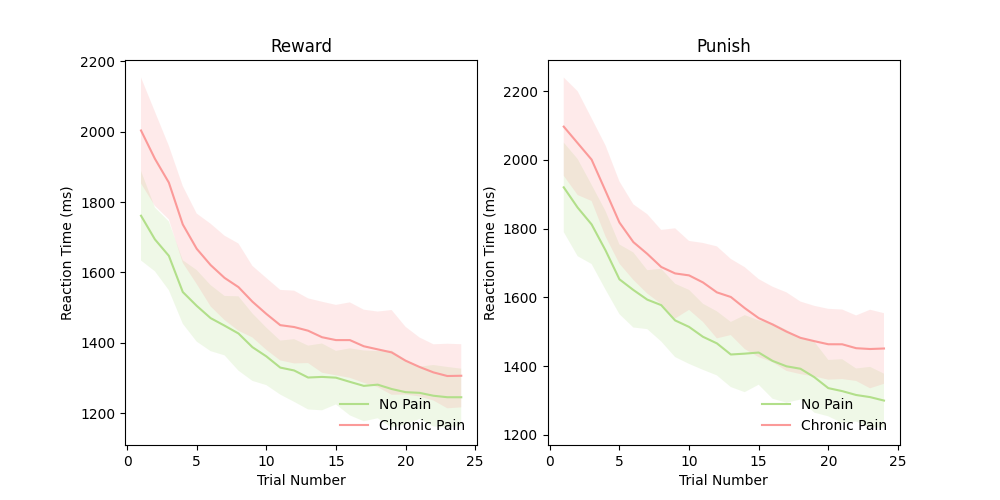 Reward
2200
2000
1800
1600
1400
1200
Reaction Time (ms)
0 5 10 15 20 25
Trial Number
No Pain
Chronic Pain
Punish
2200
2000
1800
1600
1400
1200
Reaction Time (ms)
0 5 10 15 20 25
Trial Number
No Pain
Chronic Pain